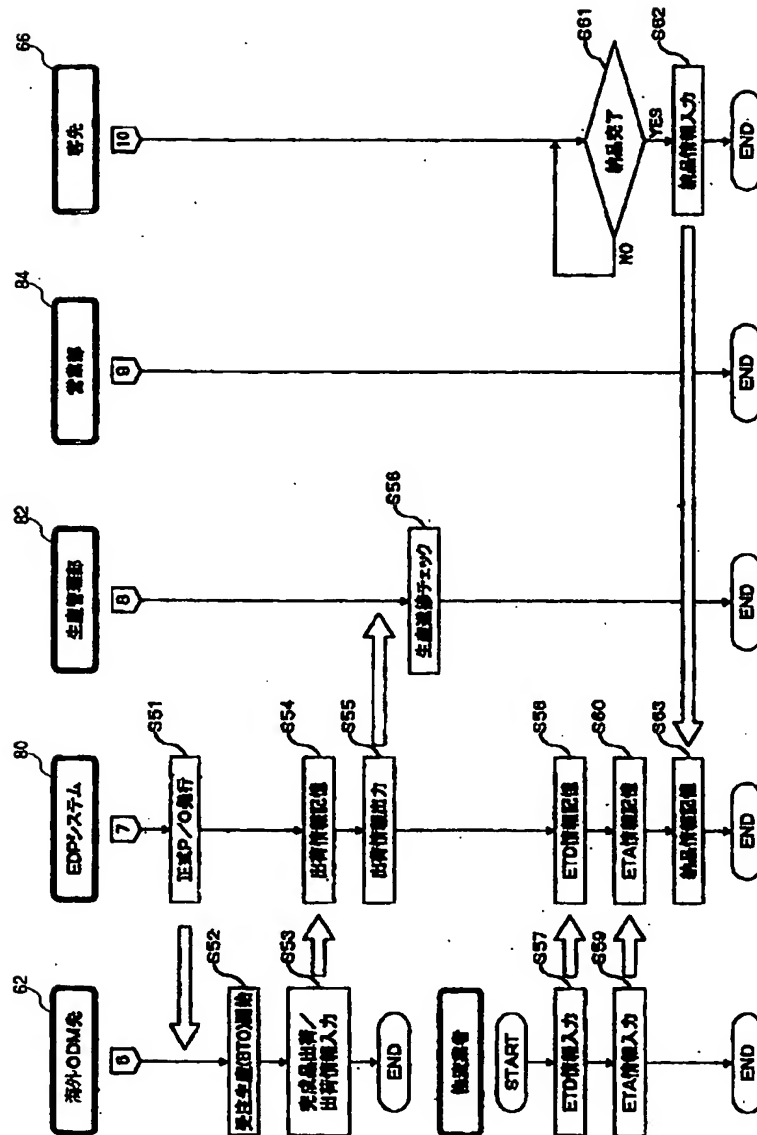 62
海外ODM先
6
受注生産(BTO)開始
S52
完成品出荷/
出荷情報入力
S53
END
物流業者
START
ETD情報入力
S57
ETA情報入力
S59
80
EDPシステム
7
正式P/O発行
S51
出荷情報記憶
S54
出荷情報出力
S55
ETD情報記憶
S58
ETA情報記憶
S60
納品情報記憶
S63
END
82
生産管理部
8
生産進捗チェック
S56
END
84
営業部
9
END
66
客先
10
納品完了
S61
NO
YES
納品情報入力
S62
END